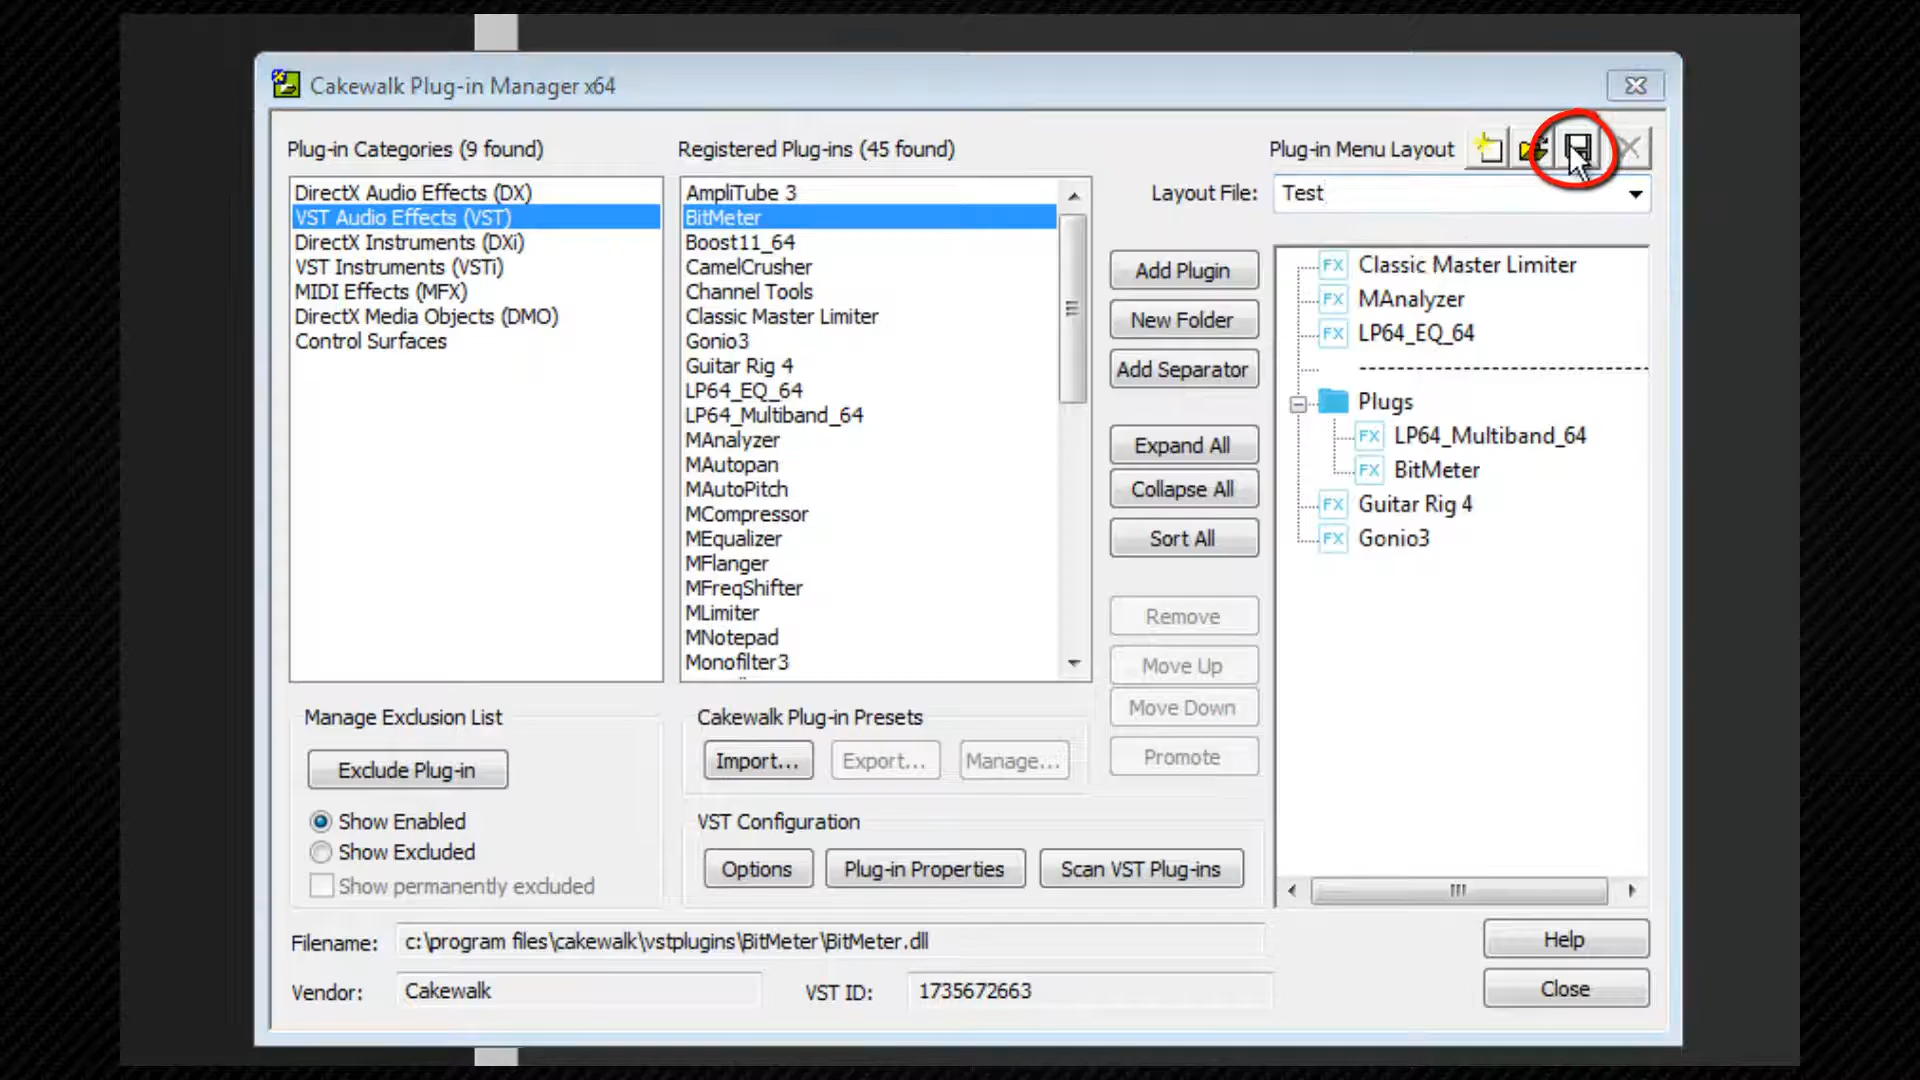 Cakewalk Plug-in Manager x64
Plug-in Categories (9 found)
DirectX Audio Effects (DX)
VST Audio Effects (VST)
DirectX Instruments (DXi)
VST Instruments (VSTi)
MIDI Effects (MFX)
DirectX Media Objects (DMO)
Control Surfaces
Registered Plug-ins (45 found)
AmpliTube 3
BitMeter
Boost11_64
CamelCrusher
Channel Tools
Classic Master Limiter
Gonio3
Guitar Rig 4
LP64_EQ_64
LP64_Multiband_64
MAnalyzer
MAutopan
MAutoPitch
MCompressor
MEqualizer
MFlanger
MFreqShifter
MLimiter
MNotepad
Monofilter3
Plug-in Menu Layout
Layout File: Test
Add Plugin
New Folder
Add Separator
Expand All
Collapse All
Sort All
Remove
Move Up
Move Down
Promote
FX Classic Master Limiter
FX MAnalyzer
FX LP64_EQ_64
Plugs
FX LP64_Multiband_64
FX BitMeter
FX Guitar Rig 4
FX Gonio3
Manage Exclusion List
Exclude Plug-in
Show Enabled
Show Excluded
Show permanently excluded
Cakewalk Plug-in Presets
Import... Export... Manage...
VST Configuration
Options Plug-in Properties Scan VST Plug-ins
Filename: c:\program files\cakewalk\vstplugins\BitMeter\BitMeter.dll
Vendor: Cakewalk VST ID: 1735672663
Help
Close